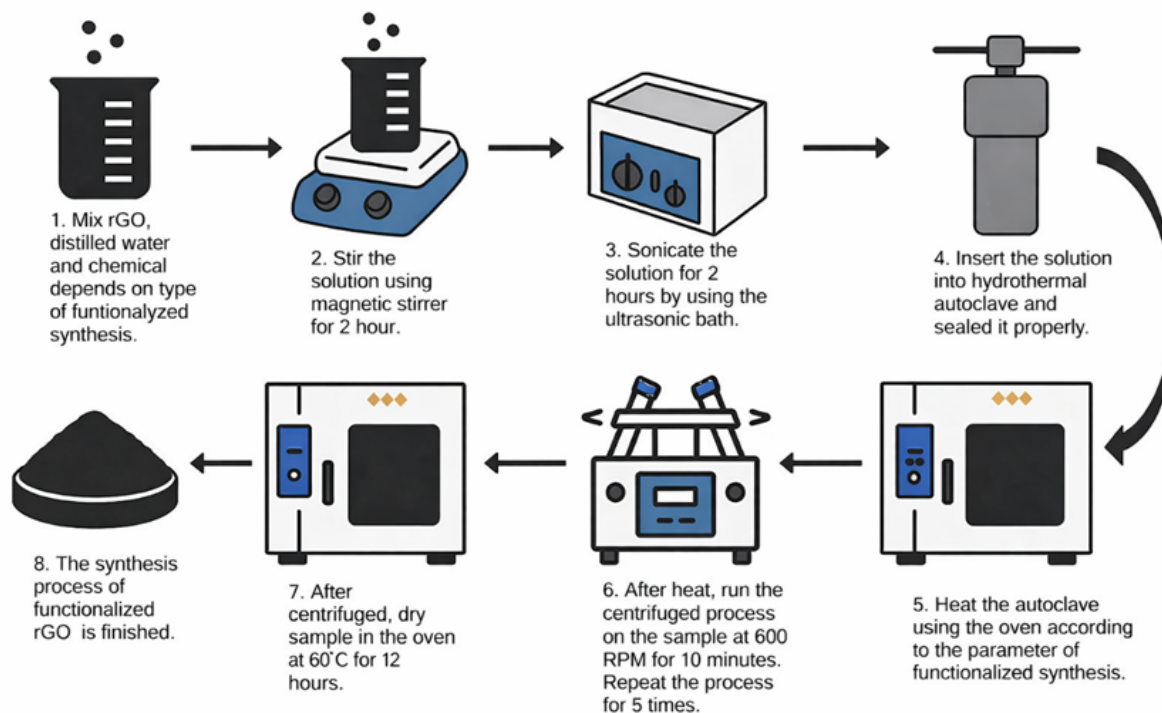 1. Mix rGO,
distilled water
and chemical
depends on type
of funtionalyzed
synthesis.
2. Stir the
solution using
magnetic stirrer
for 2 hour.
3. Sonicate the
solution for 2
hours by using the
ultrasonic bath.
4. Insert the solution
into hydrothermal
autoclave and
sealed it properly.
5. Heat the autoclave
using the oven according
to the parameter of
functionalized synthesis.
6. After heat, run the
centrifuged process
on the sample at 600
RPM for 10 minutes.
Repeat the process
for 5 times.
7. After
centrifuged, dry
sample in the oven
at 60°C for 12
hours.
8. The synthesis
process of
functionalized
rGO is finished.